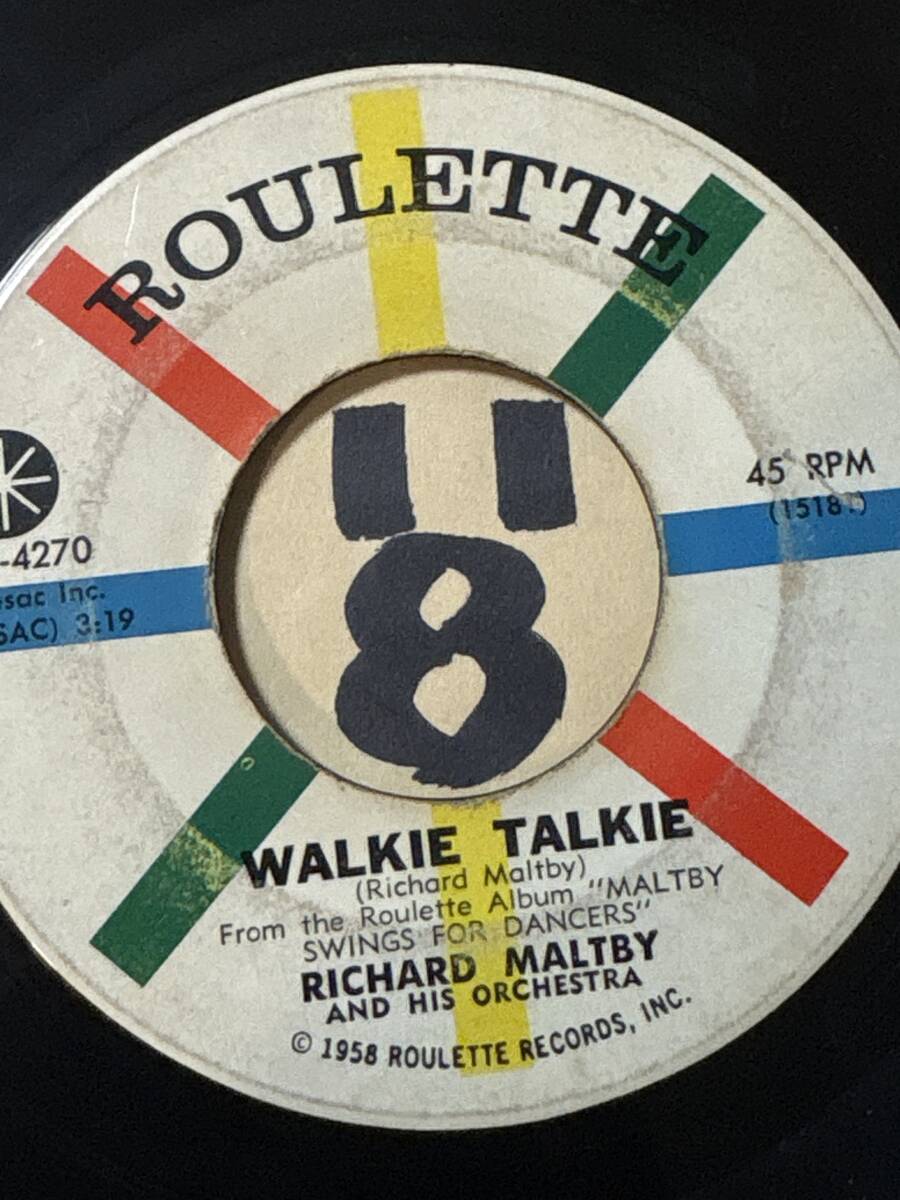 ROULETTE
45 RPM
-4270
sac Inc.
SAC) 3:19
8
WALKIE TALKIE
(Richard Maltby)
From the Roulette Album "MALTBY
SWINGS FOR DANCERS"
RICHARD MALTBY
AND HIS ORCHESTRA
© 1958 ROULETTE RECORDS, INC.